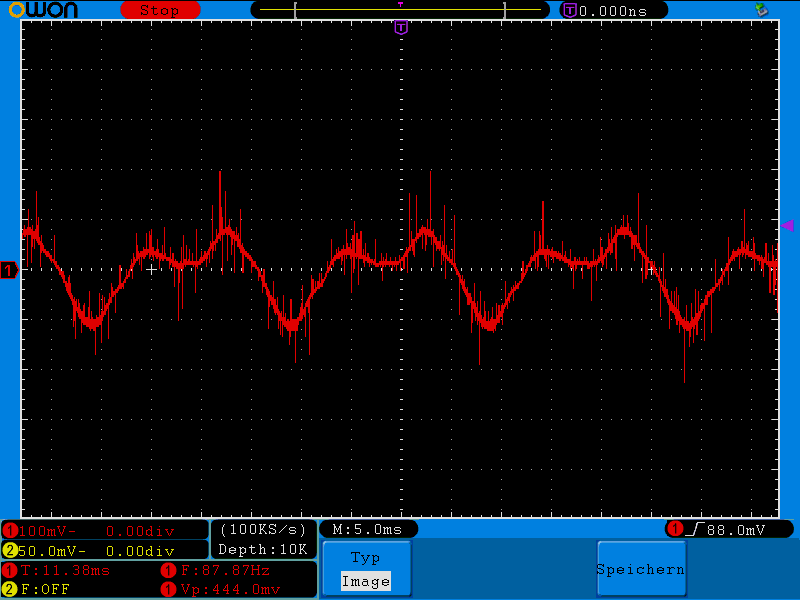 OWON Stop T 0.000ns
T
1
1 100mV- 0.00div (100KS/s) M:5.0ms 1 88.0mV
2 50.0mV- 0.00div Depth:10K
1 T:11.38ms 1 F:87.87Hz
2 F:OFF 1 Vp:444.0mv
Typ
Image
Speichern